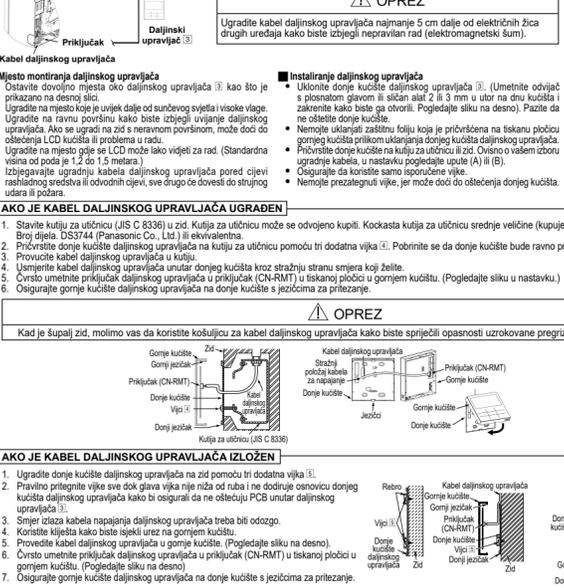 OPREZ
Ugradite kabel daljinskog upravljača najmanje 5 cm dalje od električnih žica
drugih uređaja kako biste izbjegli nepravilan rad (elektromagnetski šum).
Daljinski
upravljač 3
Priključak
Kabel daljinskog upravljača
Mjesto montiranja daljinskog upravljača
Ostavite dovoljno mjesta oko daljinskog upravljača 3 kao što je
prikazano na desnoj slici.
Ugradite na mjesto koje je uvijek dalje od sunčevog svjetla i visoke vlage.
Ugradite na ravnu površinu kako biste izbjegli uvijanje daljinskog
upravljača. Ako se ugradi na zid s neravnom površinom, može doći do
oštećenja LCD kućišta ili problema u radu.
Ugradite na mjesto gdje se LCD može lako vidjeti za rad. (Standardna
visina od poda je 1,2 do 1,5 metara.)
Izbjegavajte ugradnju kabela daljinskog upravljača pored cijevi
rashladnog sredstva ili odvodnih cijevi, sve drugo će dovesti do strujnog
udara ili požara.
■ Instaliranje daljinskog upravljača
• Uklonite donje kućište daljinskog upravljača 3. (Umetnite odvijač
s plosnatom glavom ili sličan alat 2 ili 3 mm u utor na dnu kućišta i
zakrenite kako biste ga otvorili. Pogledajte sliku na desno). Pazite da
ne oštetite donje kućište.
• Nemojte uklanjati zaštitnu foliju koja je pričvršćena na tiskanu pločicu
gornjeg kućišta prilikom uklanjanja donjeg kućišta daljinskog upravljača.
• Pričvrstite donje kućište na kutiju za utičnicu ili zid. Ovisno o vašem izboru
ugradnje kabela, u nastavku pogledajte upute (A) ili (B).
• Osigurajte da koristite samo isporučene vijke.
• Nemojte prezategnuti vijke, jer može doći do oštećenja donjeg kućišta.
AKO JE KABEL DALJINSKOG UPRAVLJAČA UGRAĐEN
1. Stavite kutiju za utičnicu (JIS C 8336) u zid. Kutija za utičnicu može se odvojeno kupiti. Kockasta kutija za utičnicu srednje veličine (kupuje
Broj dijela. DS3744 (Panasonic Co., Ltd.) ili ekvivalentna.
2. Pričvrstite donje kućište daljinskog upravljača na kutiju za utičnicu pomoću tri dodatna vijka 4. Pobrinite se da donje kućište bude ravno pr
3. Provucite kabel daljinskog upravljača u kutiju.
4. Usmjerite kabel daljinskog upravljača unutar donjeg kućišta kroz stražnju stranu smjera koji želite.
5. Čvrsto umetnite priključak daljinskog upravljača u priključak (CN-RMT) u tiskanoj pločici u gornjem kućištu. (Pogledajte sliku u nastavku.)
6. Osigurajte gornje kućište daljinskog upravljača na donje kućište s jezičcima za pritezanje.
OPREZ
Kad je šupalj zid, molimo vas da koristite košuljicu za kabel daljinskog upravljača kako biste spriječili opasnosti uzrokovane pregriz
Zid
Gornje kućište
Gornji jezičak
Priključak (CN-RMT)
Donje kućište
Vijci 4
Donji jezičak
Kabel
daljinskog
upravljača
Kutija za utičnicu (JIS C 8336)
Kabel daljinskog upravljača
Stražnji
položaj kabela
za napajanje
Donje kućište
Jezičci
Priključak (CN-RMT)
Gornje kućište
Gornje kućište
Donje kućište
AKO JE KABEL DALJINSKOG UPRAVLJAČA IZLOŽEN
1. Ugradite donje kućište daljinskog upravljača na zid pomoću tri dodatna vijka 5.
2. Pravilno pritegnite vijke sve dok glava vijka nije niža od ruba i ne dodiruje osnovicu donjeg
kućišta daljinskog upravljača kako bi osigurali da ne oštećuju PCB unutar daljinskog
upravljača 3.
3. Smjer izlaza kabela napajanja daljinskog upravljača treba biti odozgo.
4. Koristite kliješta kako biste isjekli urez na gornjem kućištu.
5. Provedite kabel daljinskog upravljača u gornje kućište. (Pogledajte sliku na desno).
6. Čvrsto umetnite priključak daljinskog upravljača u priključak (CN-RMT) u tiskanoj pločici u
gornjem kućištu. (Pogledajte sliku na desno)
7. Osigurajte gornje kućište daljinskog upravljača na donje kućište s jezičcima za pritezanje.
Rebro
Vijci 5
Donje
kućište
daljinskog
upravljača
Zid
Kabel daljinskog upravljača
Gornje kućište
Gornji jezičak
Priključak
(CN-RMT)
Donje kućište
Vijci 5
Donji jezičak
Zid